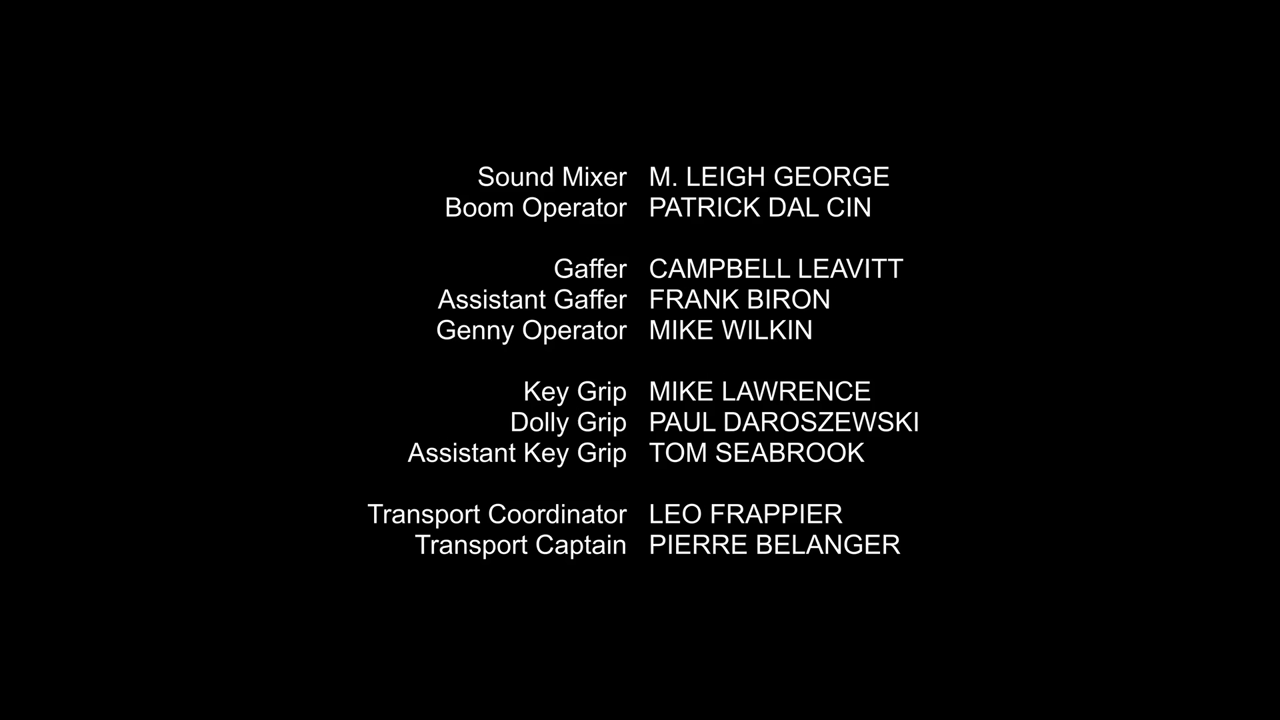 Sound Mixer M. LEIGH GEORGE
Boom Operator PATRICK DAL CIN
Gaffer CAMPBELL LEAVITT
Assistant Gaffer FRANK BIRON
Genny Operator MIKE WILKIN
Key Grip MIKE LAWRENCE
Dolly Grip PAUL DAROSZEWSKI
Assistant Key Grip TOM SEABROOK
Transport Coordinator LEO FRAPPIER
Transport Captain PIERRE BELANGER